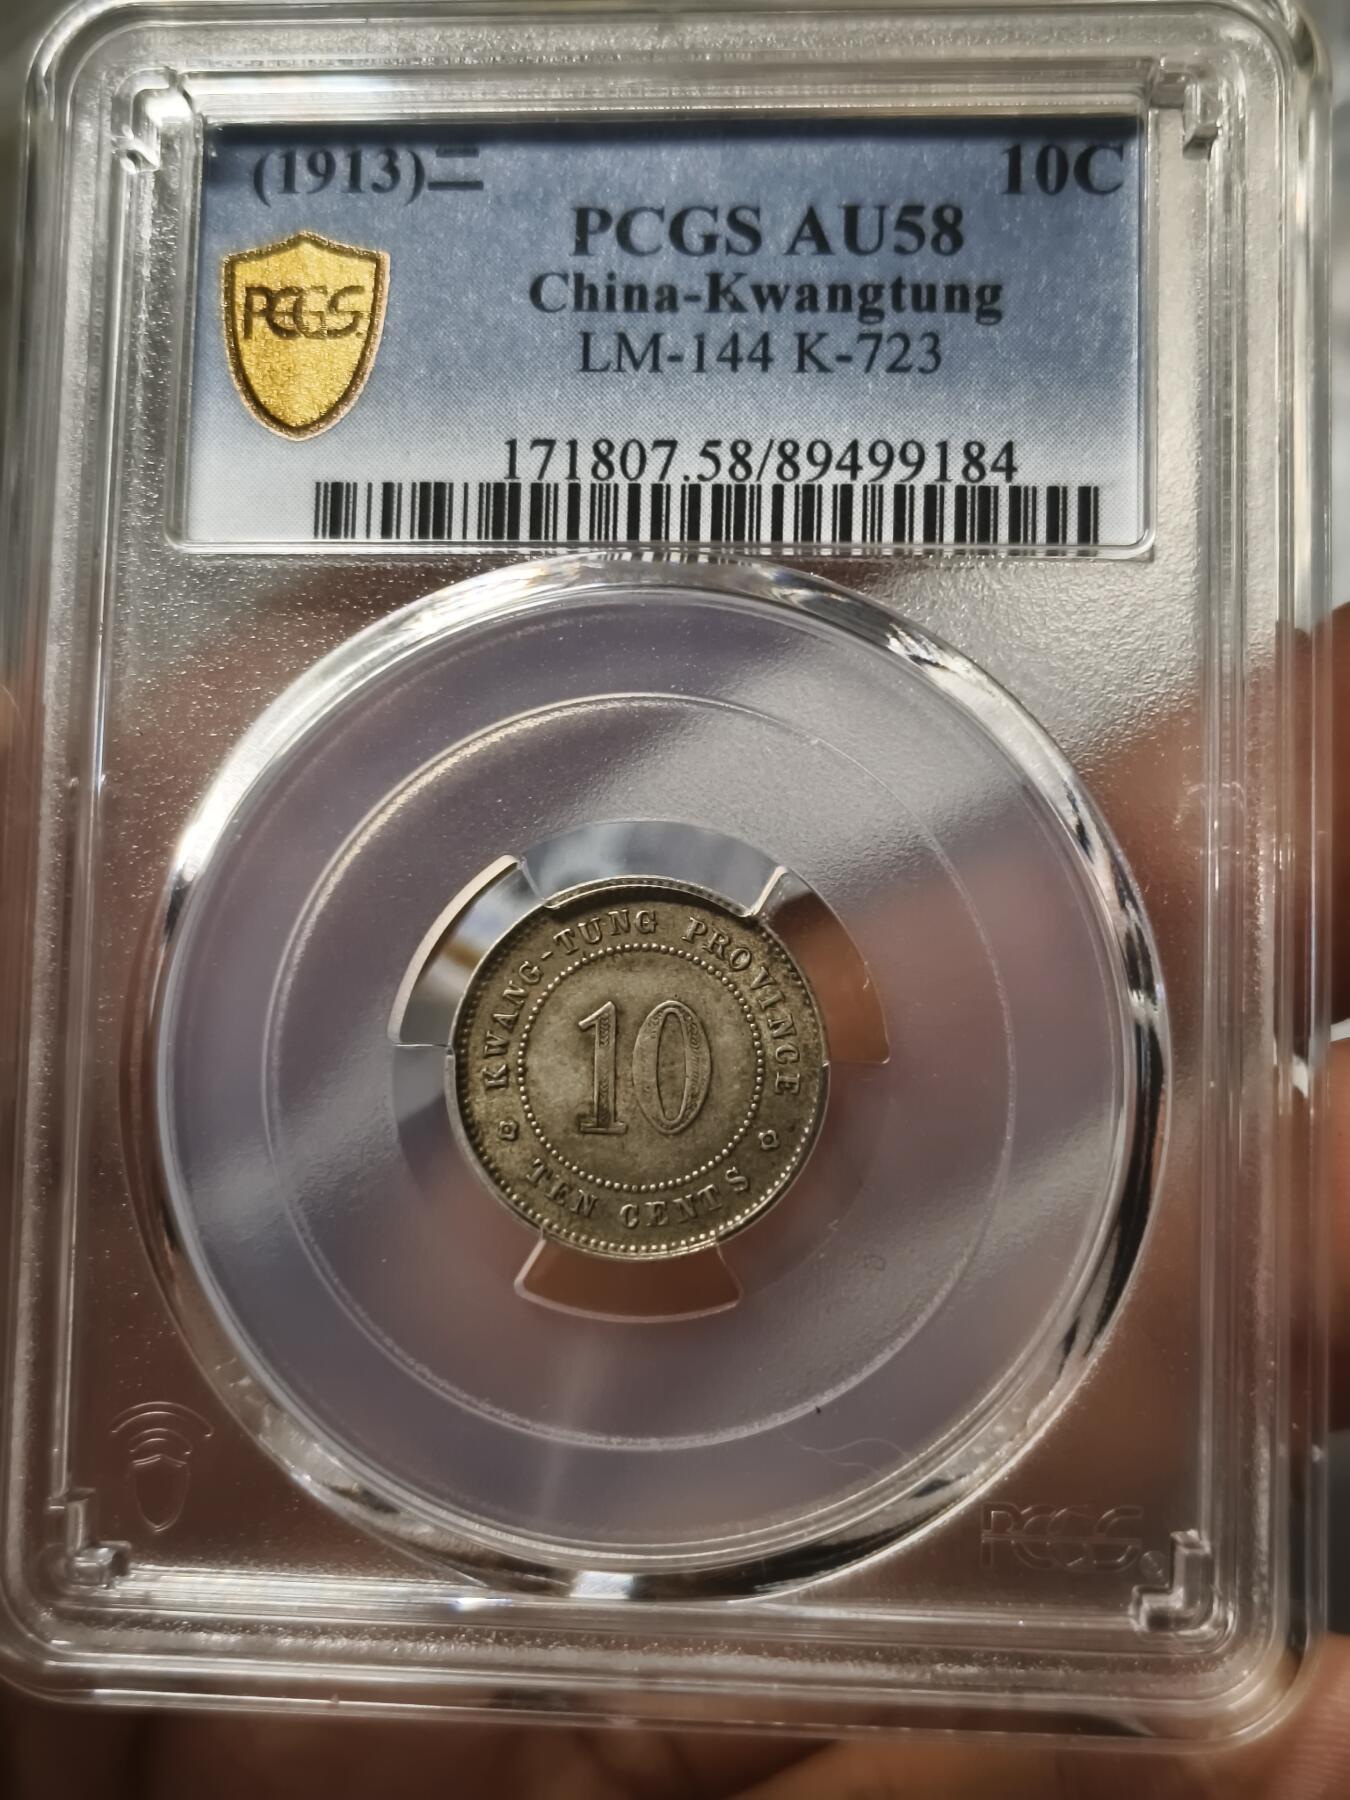 (1913)二 10C
PCGS AU58
China-Kwangtung
PCGS
LM-144 K-723
171807.58/89499184
KWANG-TUNG PROVINCE
10
TEN CENTS
PCGS